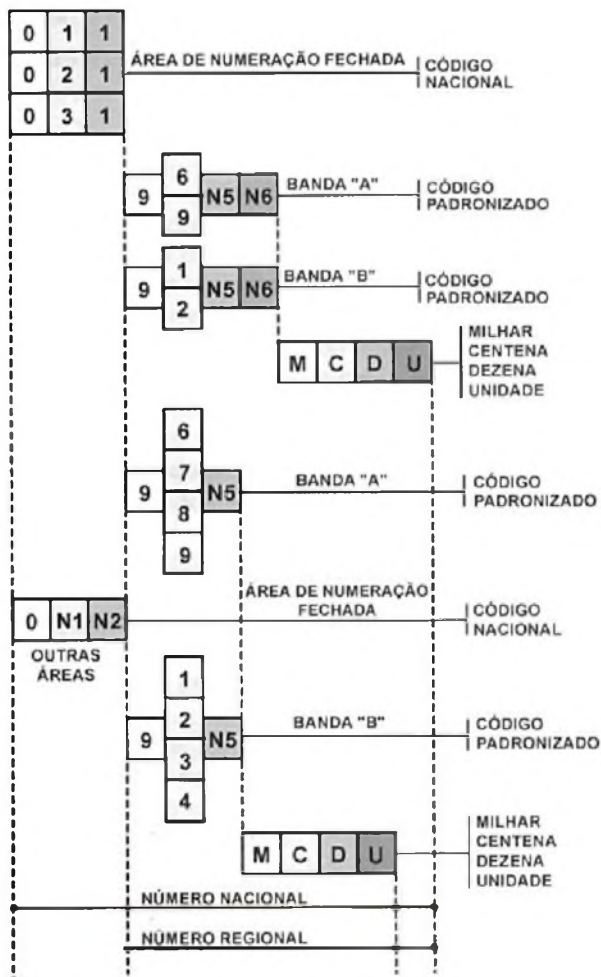 0 1 1
0 2 1
0 3 1
ÁREA DE NUMERAÇÃO FECHADA
CÓDIGO
NACIONAL
9
6
9
N5 N6
BANDA "A"
CÓDIGO
PADRONIZADO
9
1
2
N5 N6
BANDA "B"
CÓDIGO
PADRONIZADO
M C D U
MILHAR
CENTENA
DEZENA
UNIDADE
9
6
7
8
9
N5
BANDA "A"
CÓDIGO
PADRONIZADO
0 N1 N2
OUTRAS
ÁREAS
ÁREA DE NUMERAÇÃO
FECHADA
CÓDIGO
NACIONAL
9
1
2
3
4
N5
BANDA "B"
CÓDIGO
PADRONIZADO
M C D U
MILHAR
CENTENA
DEZENA
UNIDADE
NÚMERO NACIONAL
NÚMERO REGIONAL